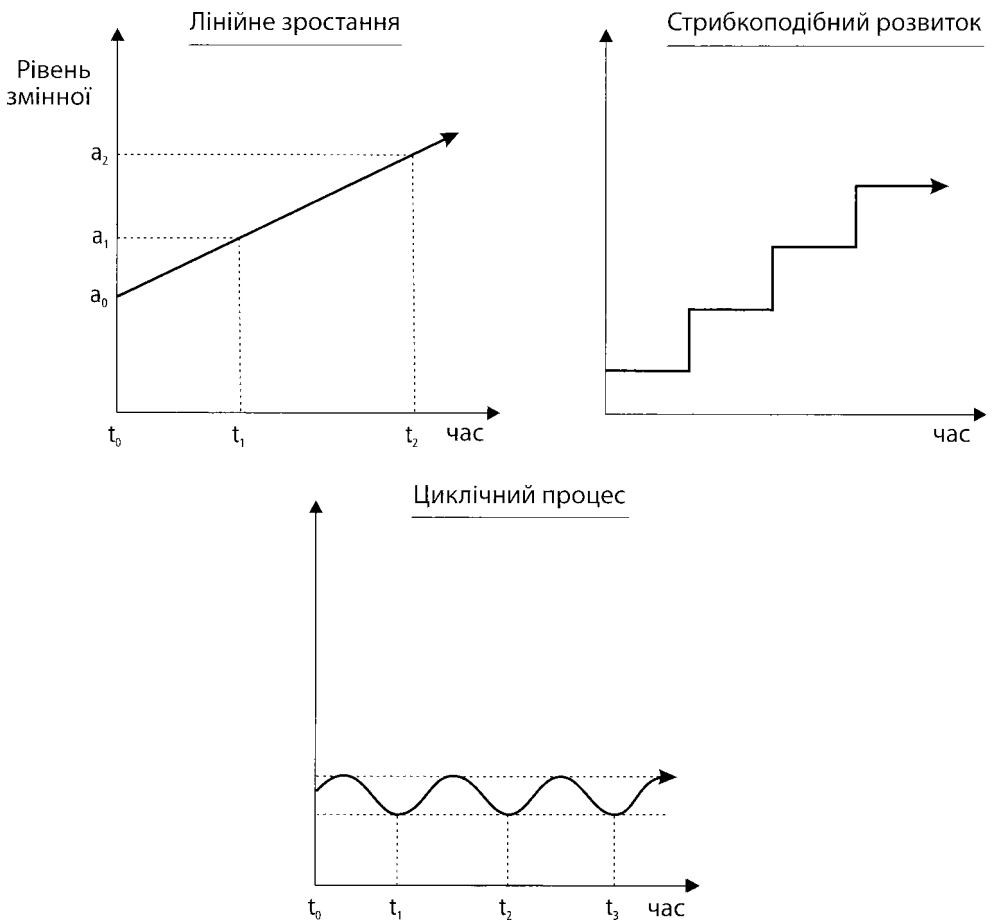 Лінійне зростання
Рівень
змінної
a₂
a₁
a₀
t₀ t₁ t₂ час
Стрибкоподібний розвиток
час
Циклічний процес
t₀ t₁ t₂ t₃ час